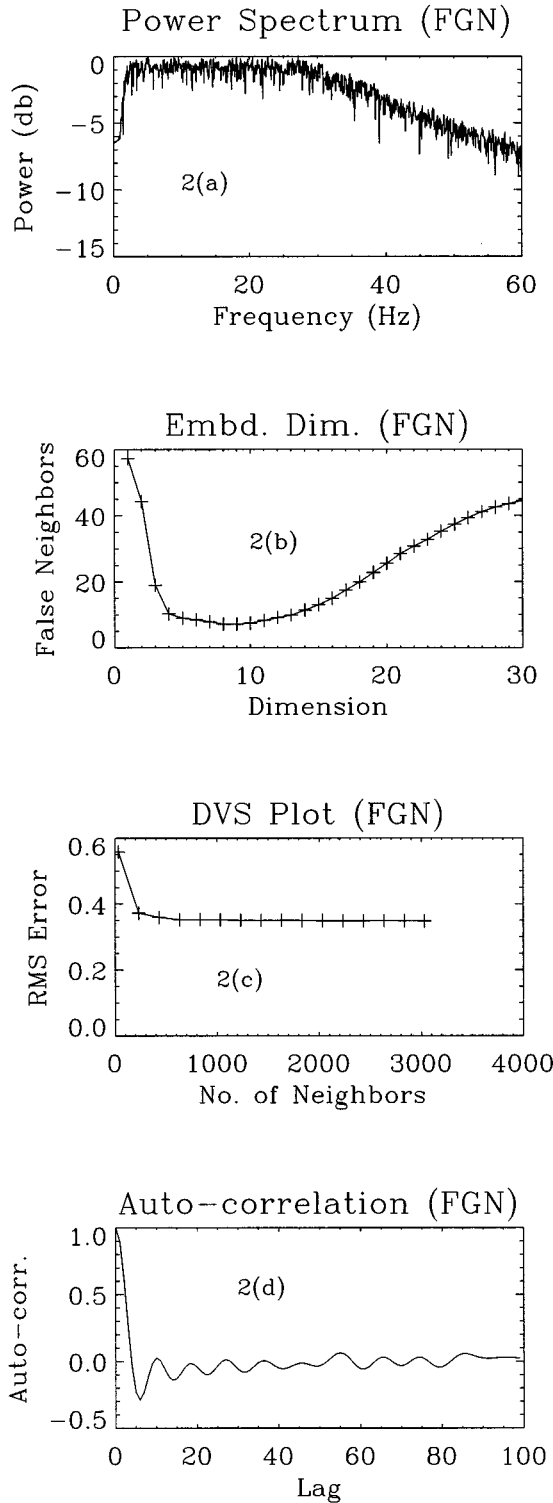 Power Spectrum (FGN)
Power (db)
0
-5
-10
-15
2(a)
0 20 40 60
Frequency (Hz)
Embd. Dim. (FGN)
False Neighbors
60
40
20
0
2(b)
0 10 20 30
Dimension
DVS Plot (FGN)
RMS Error
0.6
0.4
0.2
0.0
2(c)
0 1000 2000 3000 4000
No. of Neighbors
Auto-correlation (FGN)
Auto-corr.
1.0
0.5
0.0
-0.5
2(d)
0 20 40 60 80 100
Lag